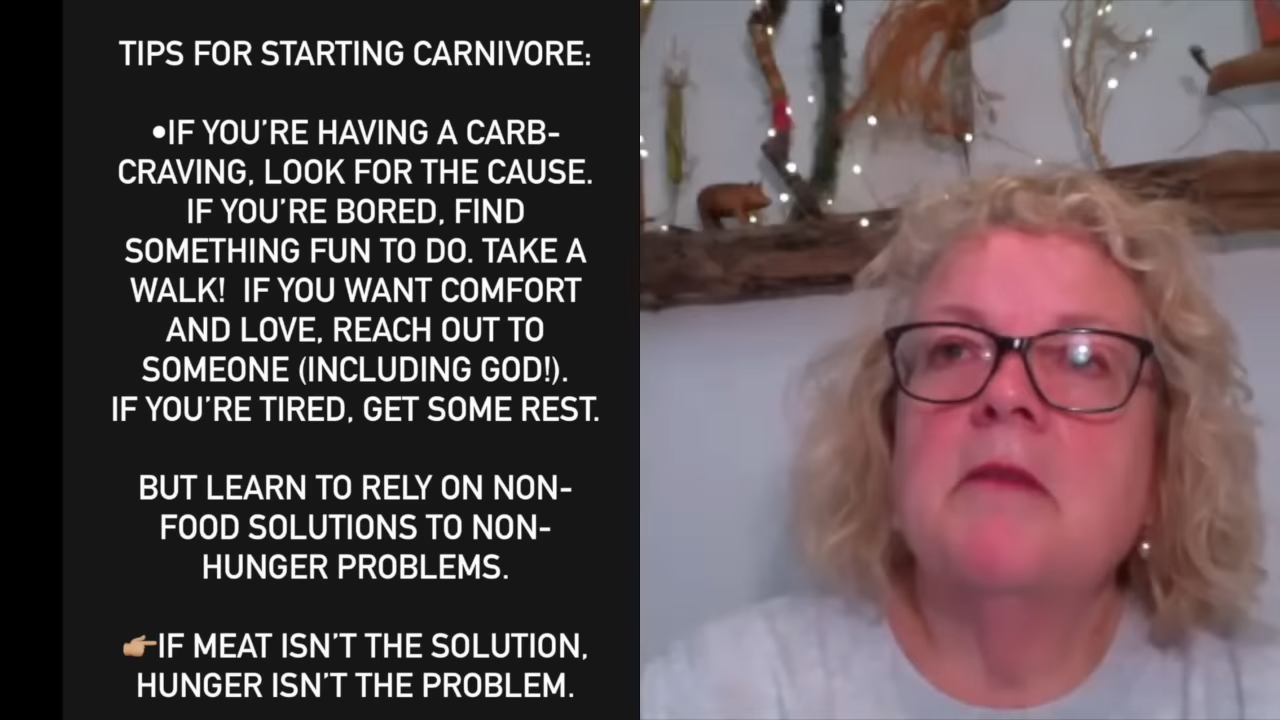 TIPS FOR STARTING CARNIVORE:
•IF YOU’RE HAVING A CARB-
CRAVING, LOOK FOR THE CAUSE.
IF YOU’RE BORED, FIND
SOMETHING FUN TO DO. TAKE A
WALK!  IF YOU WANT COMFORT
AND LOVE, REACH OUT TO
SOMEONE (INCLUDING GOD!).
IF YOU’RE TIRED, GET SOME REST.
BUT LEARN TO RELY ON NON-
FOOD SOLUTIONS TO NON-
HUNGER PROBLEMS.
👉🏼IF MEAT ISN’T THE SOLUTION,
HUNGER ISN’T THE PROBLEM.